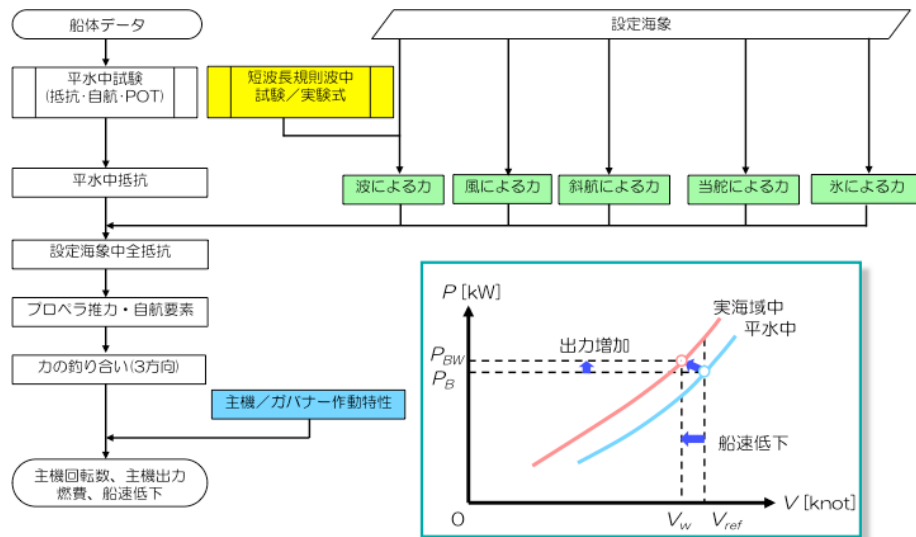 船体データ
設定海象
平水中試験
(抵抗·自航·POT)
短波長規則波中
試験／実験式
平水中抵抗
波による力
風による力
斜航による力
当舵による力
氷による力
設定海象中全抵抗
プロペラ推力・自航要素
力の釣り合い(3方向)
主機／ガバナー作動特性
主機回転数、主機出力
燃費、船速低下
P [kW]
実海域中
平水中
出力増加
P_BW
P_B
船速低下
O
V_w
V_ref
V [knot]